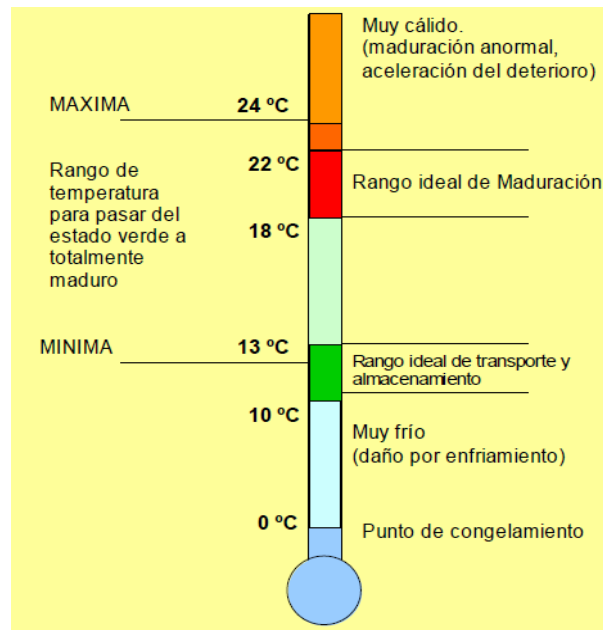 Muy cálido.
(maduración anormal,
aceleración del deterioro)
MAXIMA
24 ºC
22 ºC
Rango de
temperatura
para pasar del
estado verde a
totalmente
maduro
Rango ideal de Maduración
18 ºC
MINIMA
13 ºC
Rango ideal de transporte y
almacenamiento
10 ºC
Muy frío
(daño por enfriamiento)
0 ºC
Punto de congelamiento